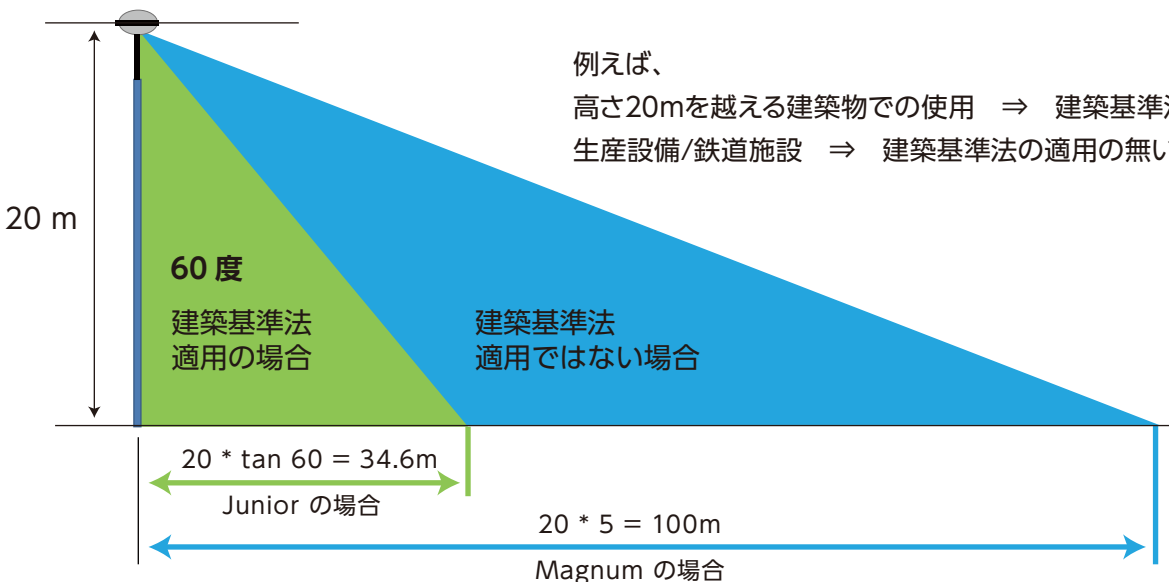 例えば、
高さ20mを越える建築物での使用 ⇒ 建築基準法
生産設備/鉄道施設 ⇒ 建築基準法の適用の無い
20 m
60 度
建築基準法
適用の場合
建築基準法
適用ではない場合
20 * tan 60 = 34.6m
Junior の場合
20 * 5 = 100m
Magnum の場合